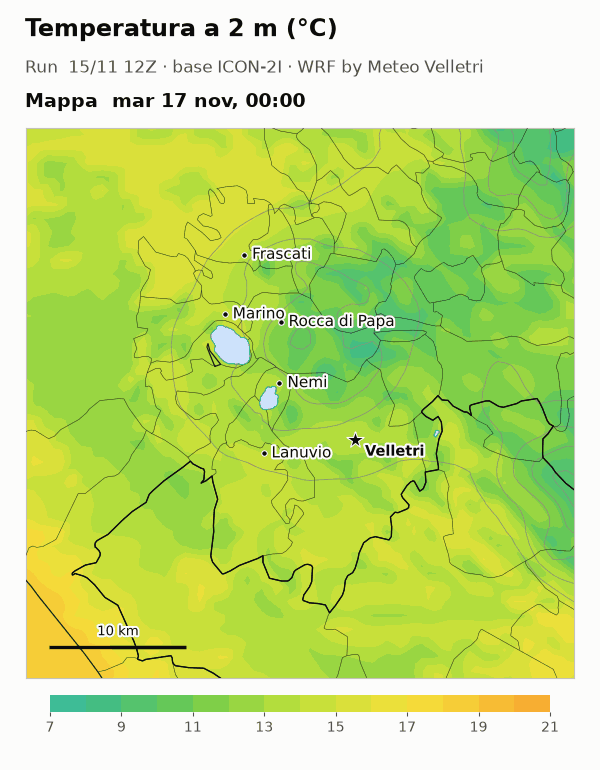 Temperatura a 2 m (°C)
Run  15/11 12Z · base ICON-2I · WRF by Meteo Velletri
Mappa  mar 17 nov, 00:00
Frascati
Marino
Rocca di Papa
Nemi
Velletri
Lanuvio
10 km
7 9 11 13 15 17 19 21